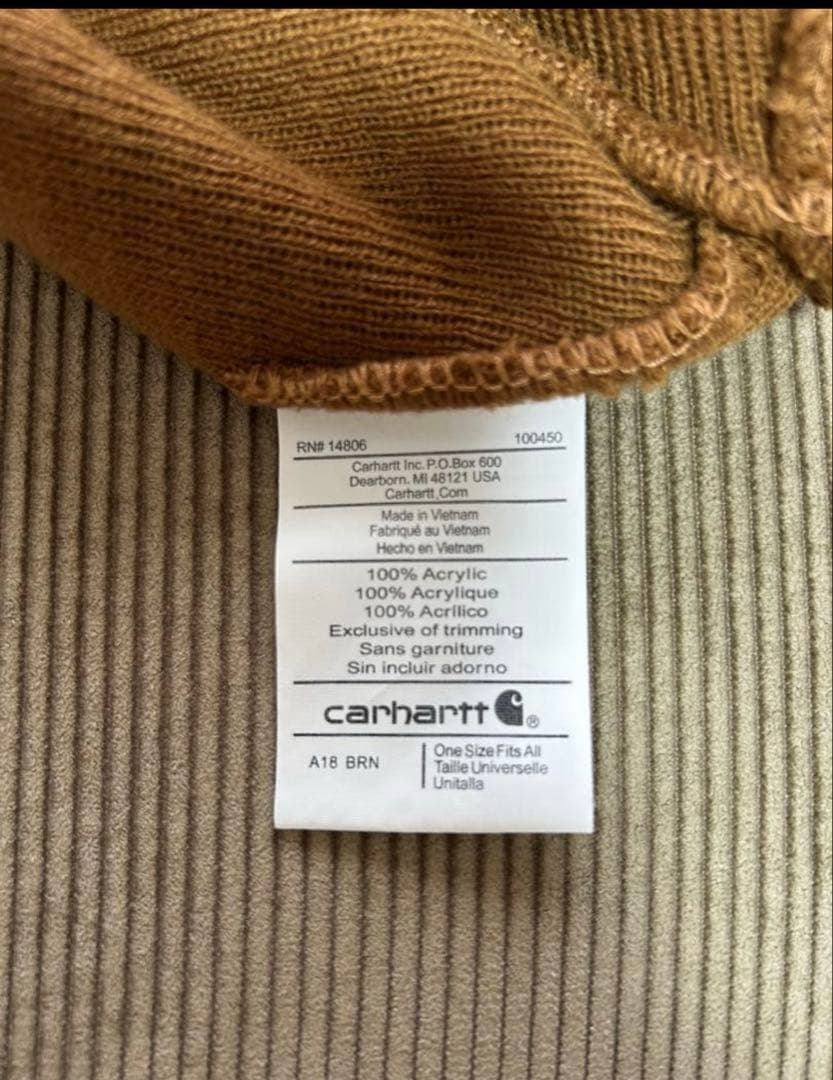 RN# 14806 100450
Carhartt Inc. P.O.Box 600
Dearborn. MI 48121 USA
Carhartt.Com
Made in Vietnam
Fabriqué au Vietnam
Hecho en Vietnam
100% Acrylic
100% Acrylique
100% Acrílico
Exclusive of trimming
Sans garniture
Sin incluir adorno
carhartt ®
A18 BRN
One Size Fits All
Taille Universelle
Unitalla